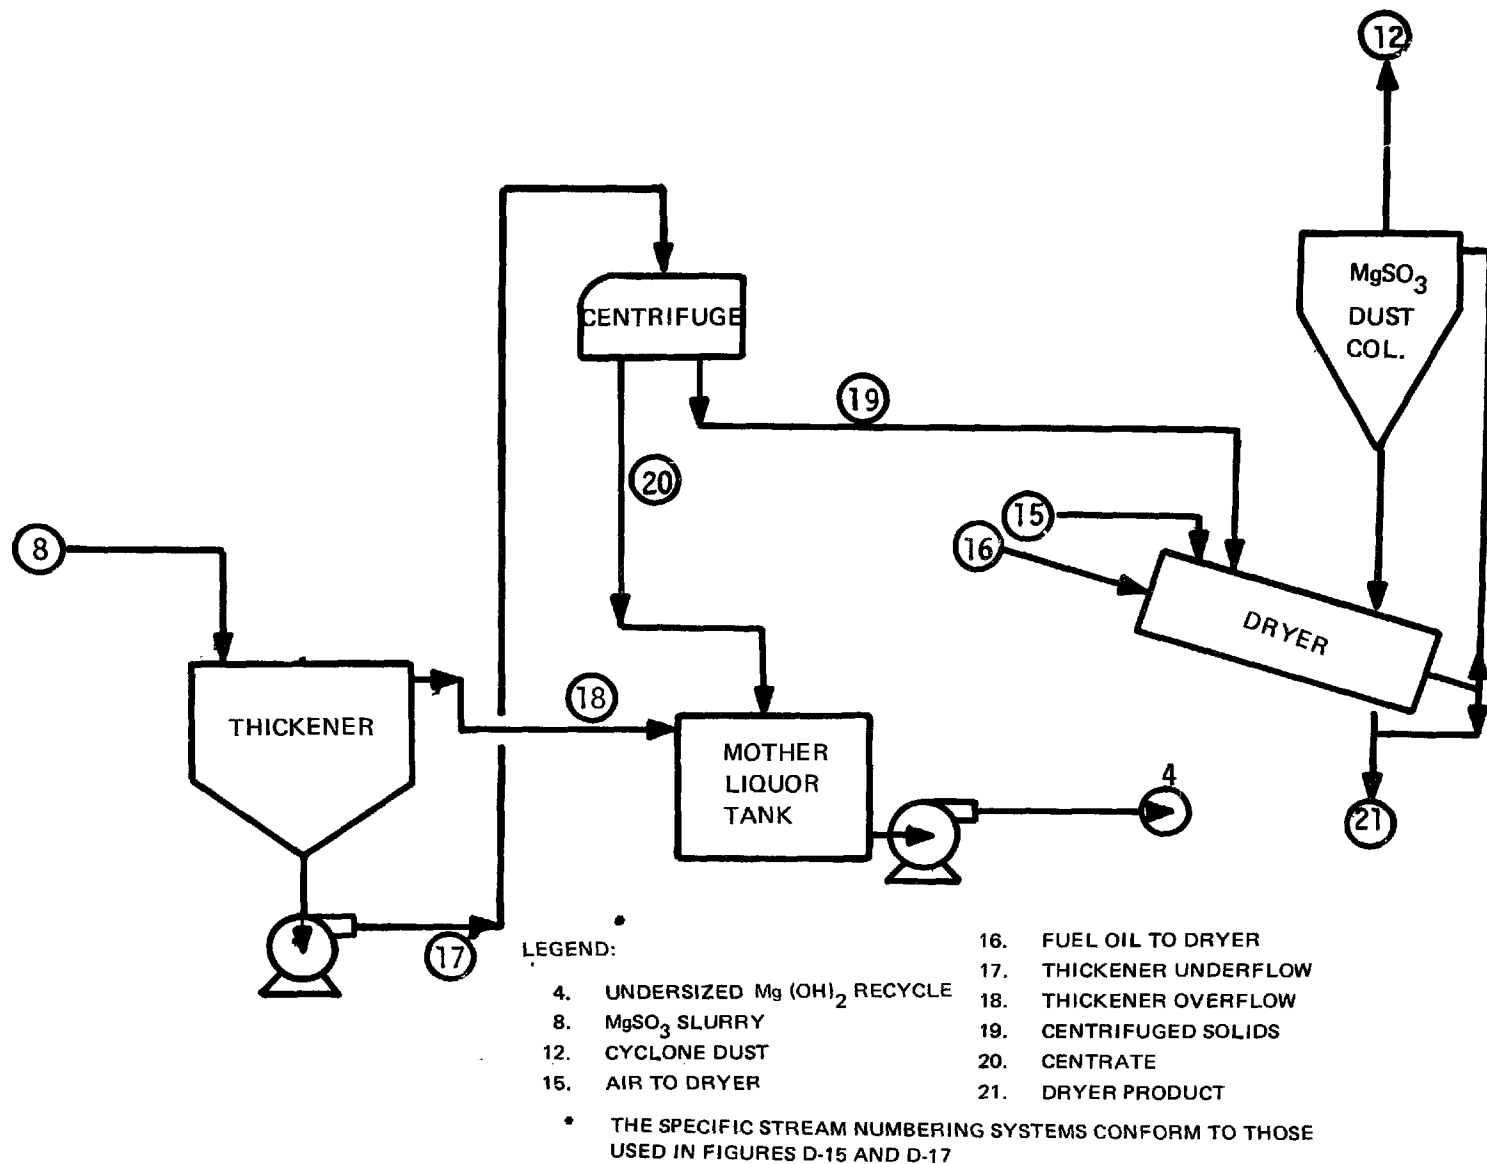 12
MgSO3
DUST
COL.
CENTRIFUGE
19
20
15
16
8
DRYER
18
THICKENER
MOTHER
LIQUOR
TANK
4
21
17
*
LEGEND:
4. UNDERSIZED Mg (OH)2 RECYCLE
8. MgSO3 SLURRY
12. CYCLONE DUST
15. AIR TO DRYER
16. FUEL OIL TO DRYER
17. THICKENER UNDERFLOW
18. THICKENER OVERFLOW
19. CENTRIFUGED SOLIDS
20. CENTRATE
21. DRYER PRODUCT
* THE SPECIFIC STREAM NUMBERING SYSTEMS CONFORM TO THOSE
USED IN FIGURES D-15 AND D-17